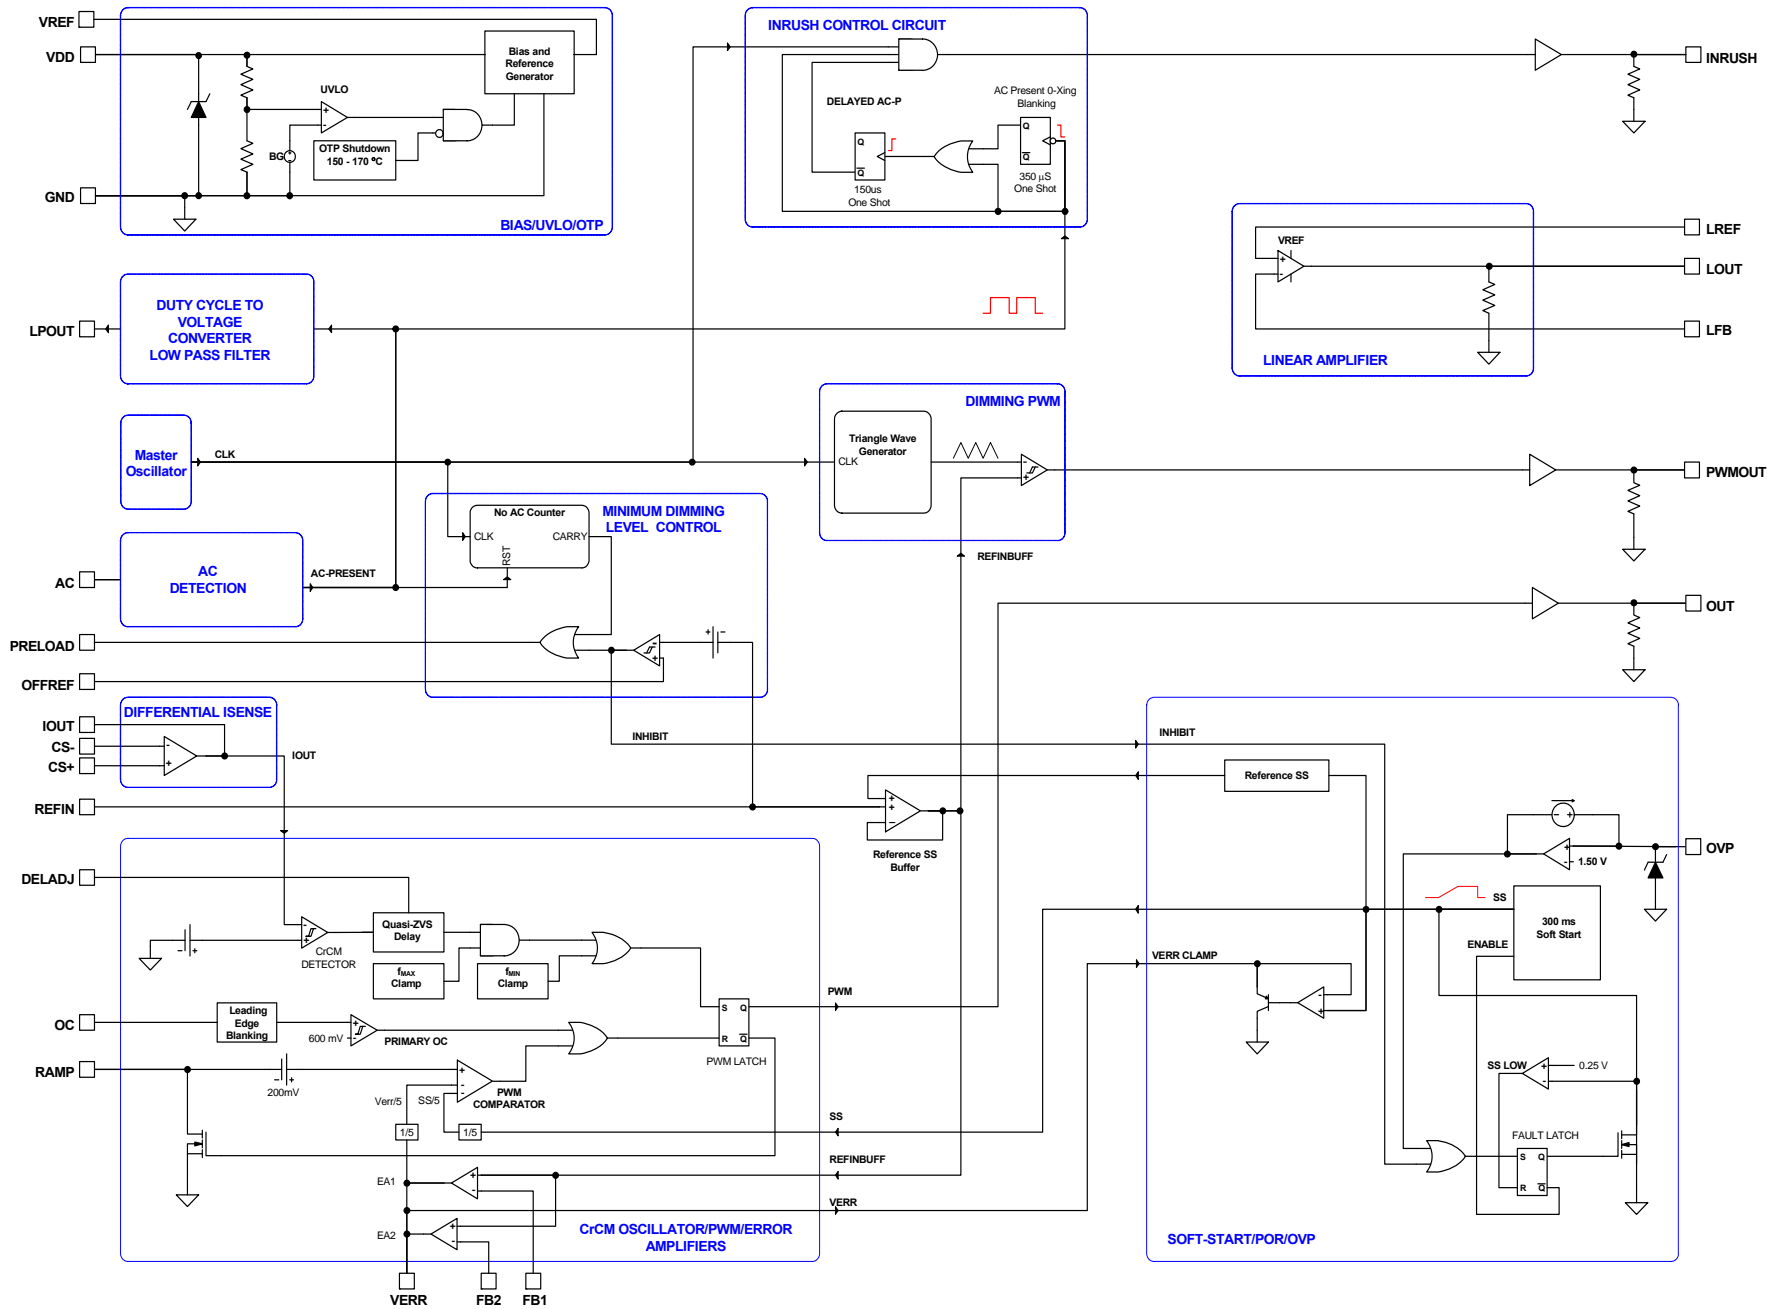 VREF
VDD
GND
Bias and
Reference
Generator
UVLO
+
-
BG
OTP Shutdown
150 - 170 ºC
BIAS/UVLO/OTP
INRUSH CONTROL CIRCUIT
DELAYED AC-P
AC Present 0-Xing
Blanking
Q
Q
150us
One Shot
Q
Q
350 µS
One Shot
INRUSH
LREF
VREF
+
-
LOUT
LFB
LINEAR AMPLIFIER
LPOUT
DUTY CYCLE TO
VOLTAGE
CONVERTER
LOW PASS FILTER
DIMMING PWM
Triangle Wave
Generator
CLK
-
+
PWMOUT
Master
Oscillator
CLK
MINIMUM DIMMING
LEVEL CONTROL
No AC Counter
CLK
CARRY
RST
REFINBUFF
AC
AC
DETECTION
AC-PRESENT
OUT
PRELOAD
+ -
-
+
OFFREF
DIFFERENTIAL ISENSE
IOUT
CS-
CS+
-
+
IOUT
INHIBIT
INHIBIT
REFIN
+
+
-
Reference SS
Buffer
Reference SS
- +
+
-
1.50 V
OVP
SS
300 ms
Soft Start
ENABLE
DELADJ
- +
-
+
CrCM
DETECTOR
Quasi-ZVS
Delay
fMAX
Clamp
fMIN
Clamp
VERR CLAMP
-
+
PWM
S Q
R Q
PWM LATCH
OC
Leading
Edge
Blanking
600 mV
+
-
PRIMARY OC
RAMP
- +
200mV
+
-
-
PWM
COMPARATOR
Verr/5
SS/5
1/5
1/5
SS
SS LOW
+
-
0.25 V
FAULT LATCH
S Q
R Q
REFINBUFF
EA1
+
-
VERR
EA2
+
-
CrCM OSCILLATOR/PWM/ERROR
AMPLIFIERS
SOFT-START/POR/OVP
VERR
FB2
FB1